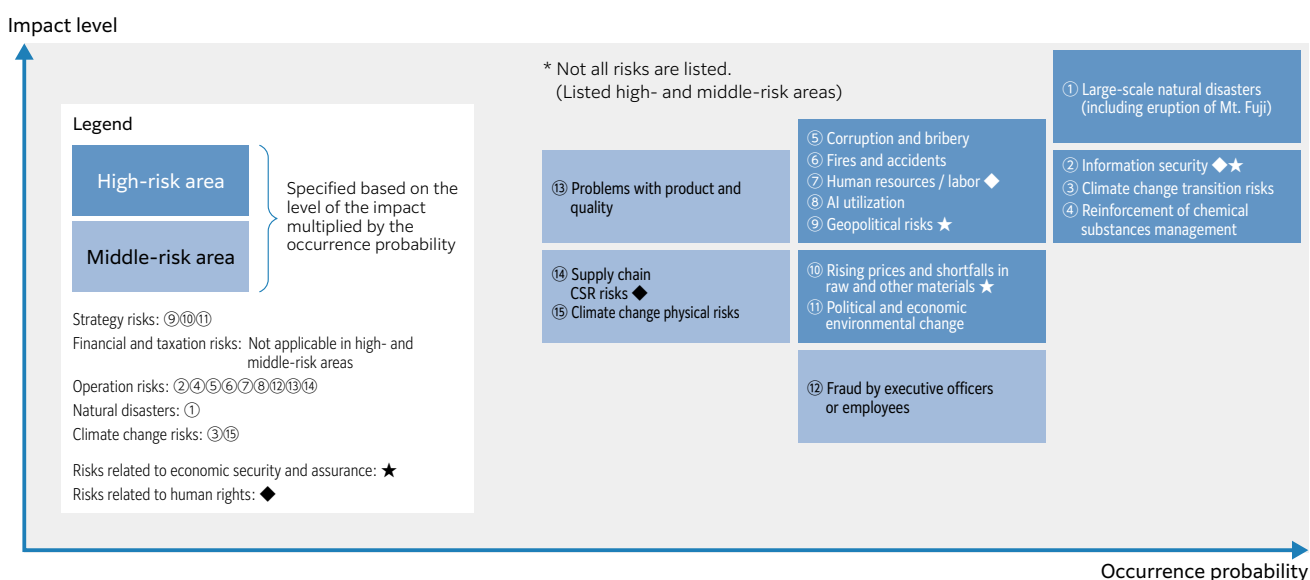 Impact level
* Not all risks are listed.
(Listed high- and middle-risk areas)
Legend
High-risk area
Middle-risk area
Specified based on the
level of the impact
multiplied by the
occurrence probability
Strategy risks: ⑨⑩⑪
Financial and taxation risks: Not applicable in high- and
middle-risk areas
Operation risks: ②④⑤⑥⑦⑧⑫⑬⑭
Natural disasters: ①
Climate change risks: ③⑮
Risks related to economic security and assurance: ★
Risks related to human rights: ◆
⑬ Problems with product and
quality
⑭ Supply chain
CSR risks ◆
⑮ Climate change physical risks
⑤ Corruption and bribery
⑥ Fires and accidents
⑦ Human resources / labor ◆
⑧ AI utilization
⑨ Geopolitical risks ★
⑩ Rising prices and shortfalls in
raw and other materials ★
⑪ Political and economic
environmental change
⑫ Fraud by executive officers
or employees
① Large-scale natural disasters
(including eruption of Mt. Fuji)
② Information security ◆★
③ Climate change transition risks
④ Reinforcement of chemical
substances management
Occurrence probability